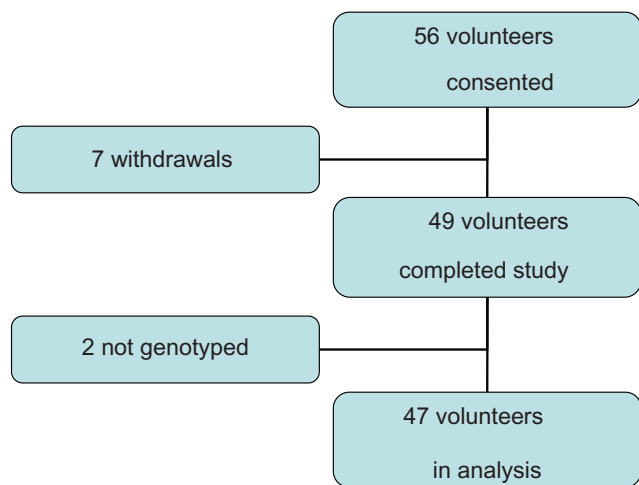 56 volunteers
consented
7 withdrawals
49 volunteers
completed study
2 not genotyped
47 volunteers
in analysis